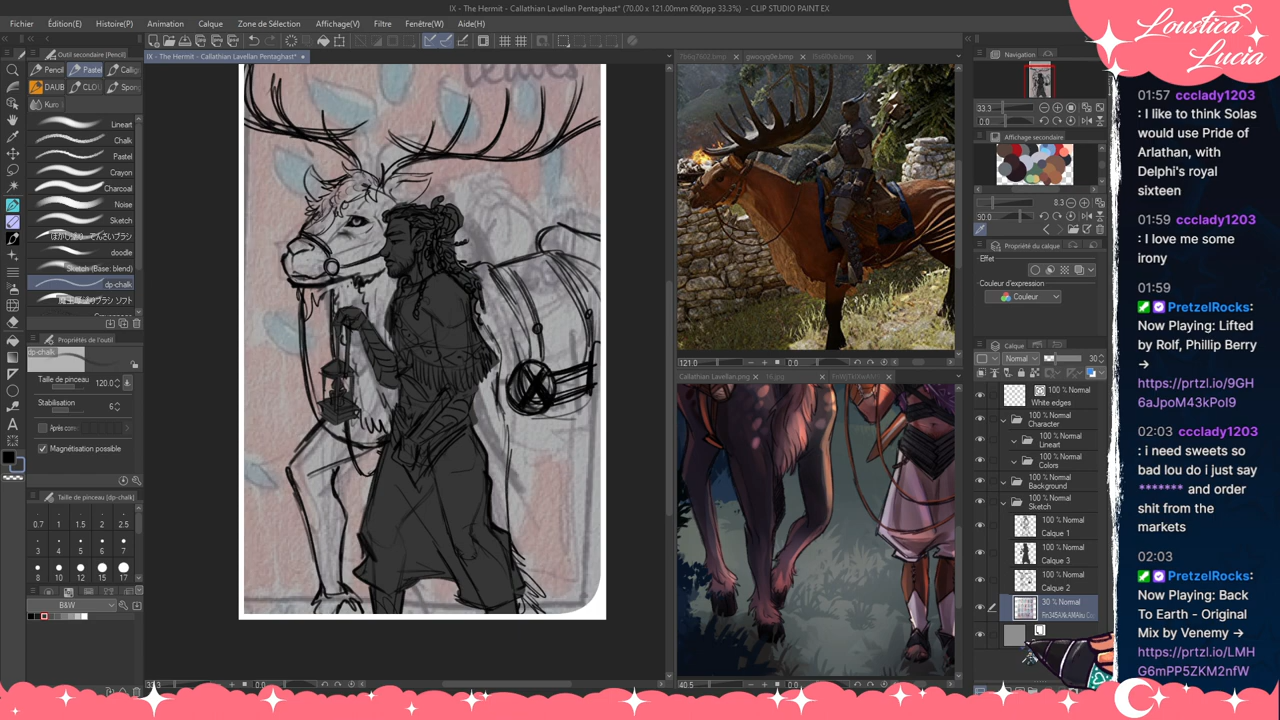 IX - The Hermit - Callathian Lavellan Pentaghast* (70.00 x 121.00mm 600ppp 33.3%) - CLIP STUDIO PAINT EX
Fichier
Édition(E)
Histoire(P)
Animation
Calque
Zone de Sélection
Affichage(V)
Filtre
Fenêtre(W)
Aide(H)
Outil secondaire [Pencil]
IX - The Hermit - Callathian Lavellan Pentaghast*
Pencil
Pastel
DAUB
Kuro
Lineart
Chalk
Pastel
Crayon
Charcoal
Noise
Sketch
doodle
Sketch (Base: blend)
dp-chalk
Propriétés de l'outil
dp-chalk
Taille de pinceau
120.0
Stabilisation
6
Magnétisation possible
Taille de pinceau [dp-chalk]
0.7
1
1.5
2
2.5
3
4
5
6
7
8
10
12
15
17
B&W
gworyq0e.bmp
121.0
0.0
Callathian Lavellan.png
16.jpg
40.5
0.0
Navigation
33.3
0.0
Affichage secondaire
8.3
90.0
Propriété du calque
Effet
Couleur d'expression
Couleur
Calque
Normal
30
100 % Normal
White edges
100 % Normal
Character
100 % Normal
Lineart
100 % Normal
Colors
100 % Normal
Background
100 % Normal
Sketch
100 % Normal
Calque 1
100 % Normal
Calque 3
100 % Normal
Calque 2
30 % Normal
Loustica
Lucia
01:57 ccclady1203
: I like to think Solas
would use Pride of
Arlathan, with
Delphi's royal
sixteen
01:59 ccclady1203
: I love me some
irony
01:59
PretzelRocks:
Now Playing: Lifted
by Rolf, Phillip Berry
→
https://prtzl.io/9GH
6aJpoM43kPoI9
02:03 ccclady1203
: i need sweets so
bad lou do i just say
******* and order
shit from the
markets
02:03
PretzelRocks:
Now Playing: Back
To Earth - Original
Mix by Venemy →
https://prtzl.io/LMH
G6mPP5ZKM2nfW